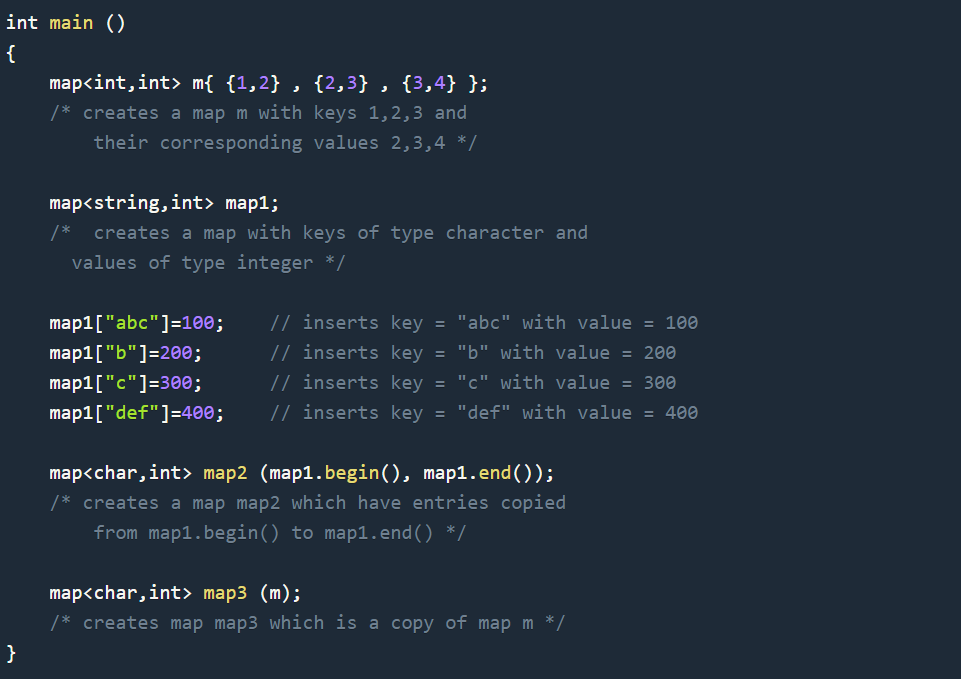 int main ()
{
    map<int,int> m{ {1,2} , {2,3} , {3,4} };
    /* creates a map m with keys 1,2,3 and
        their corresponding values 2,3,4 */

    map<string,int> map1;
    /*  creates a map with keys of type character and
      values of type integer */

    map1["abc"]=100;    // inserts key = "abc" with value = 100
    map1["b"]=200;      // inserts key = "b" with value = 200
    map1["c"]=300;      // inserts key = "c" with value = 300
    map1["def"]=400;    // inserts key = "def" with value = 400

    map<char,int> map2 (map1.begin(), map1.end());
    /* creates a map map2 which have entries copied
        from map1.begin() to map1.end() */

    map<char,int> map3 (m);
    /* creates map map3 which is a copy of map m */
}